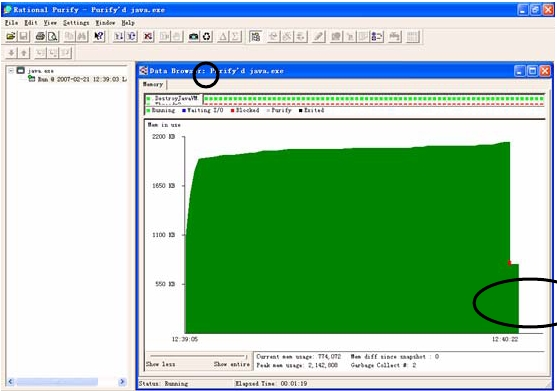 Rational Purify - Purify'd java.exe
File Edit View Settings Window Help
java.exe
Run @ 2007-02-21 12:39:03
Data Browser: Purify'd java.exe
Memory
DestroyJavaVM
Running Waiting I/O Blocked Purify Exited
Mem in use
2200 KB
1650 KB
1100 KB
550 KB
12:39:05 12:40:22
Show less Show entire
Current mem usage: 774,072 Mem diff since snapshot : 0
Peak mem usage: 2,142,808 Garbage Collect #: 2
Status: Running Elapsed Time: 00:01:19